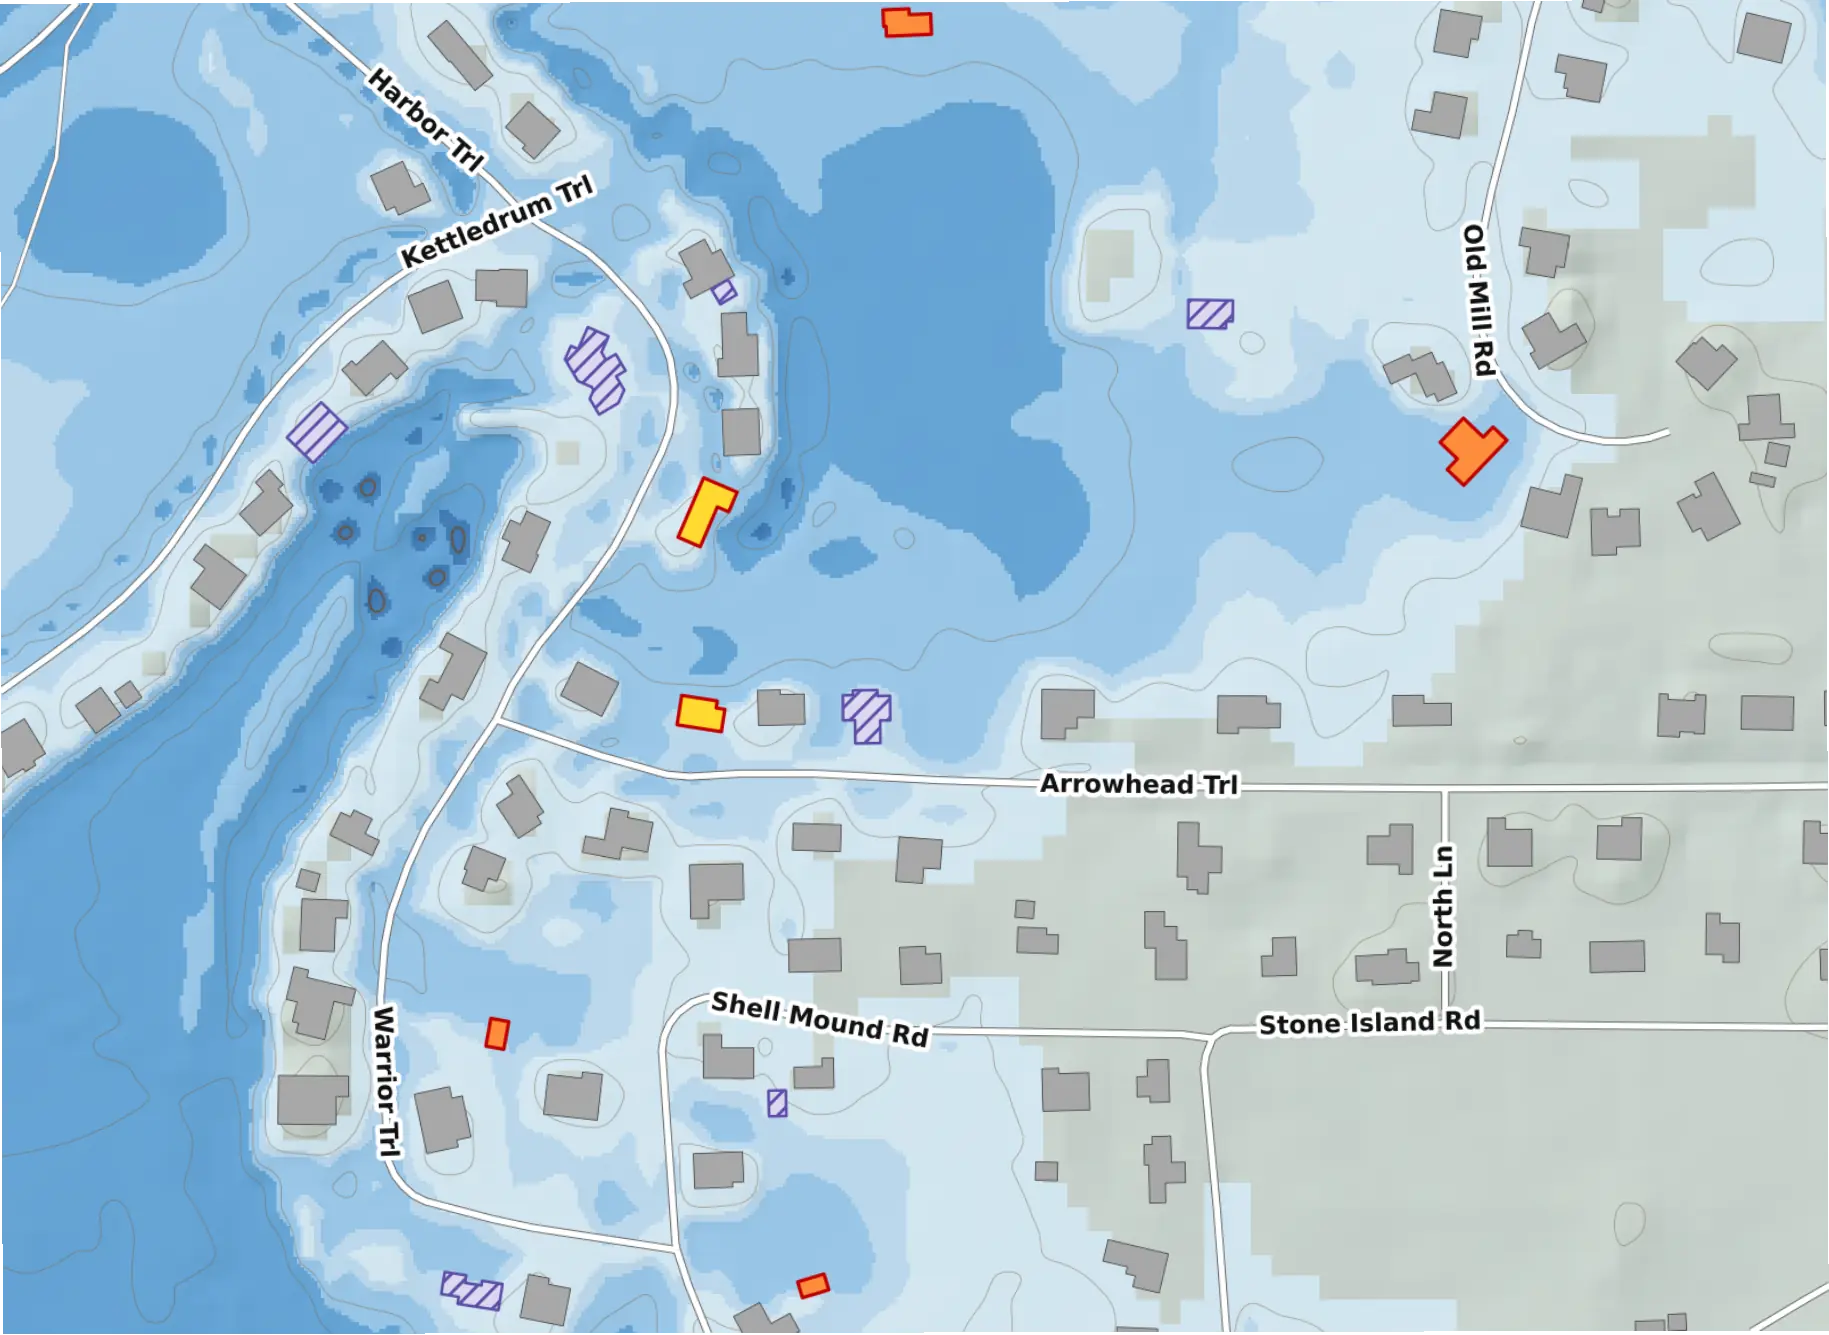 Harbor Trl
Kettledrum Trl
Old Mill Rd
Arrowhead Trl
North Ln
Shell Mound Rd
Stone Island Rd
Warrior Trl